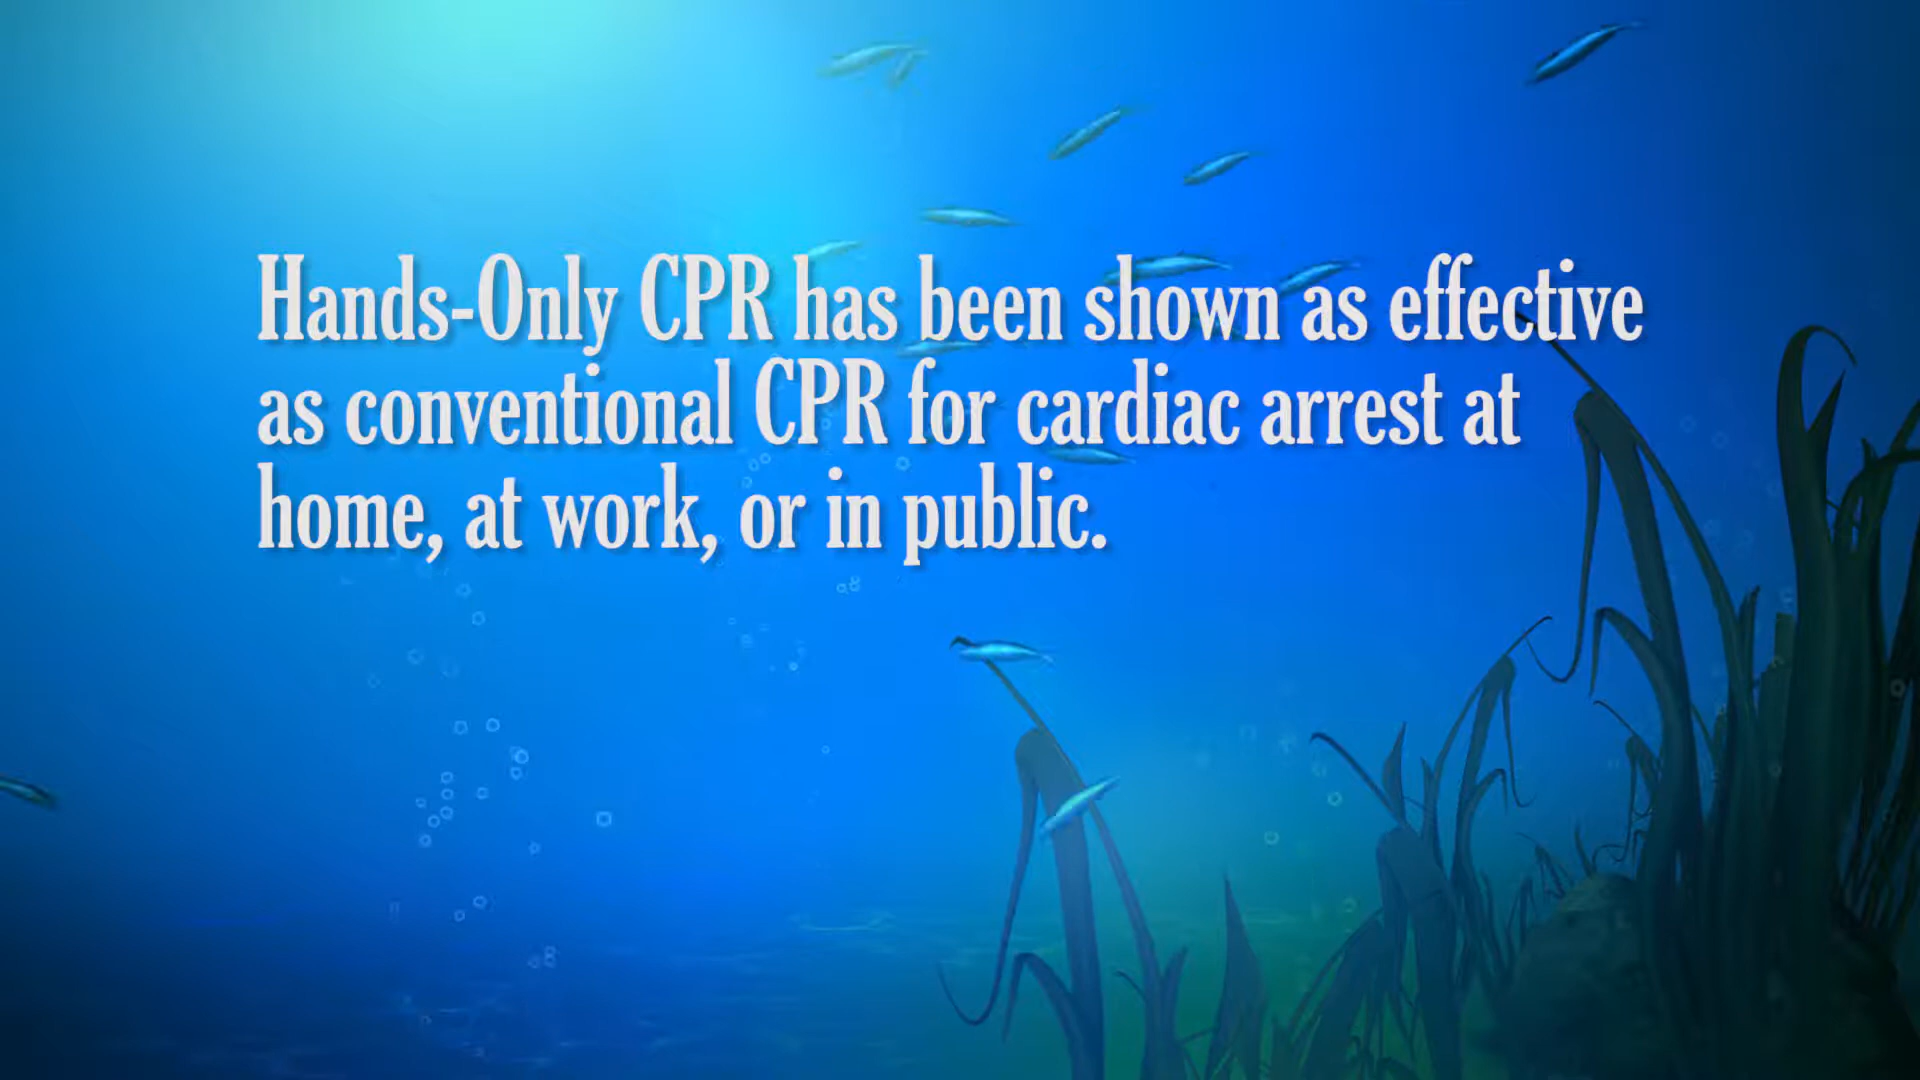 Hands-Only CPR has been shown as effective
as conventional CPR for cardiac arrest at
home, at work, or in public.